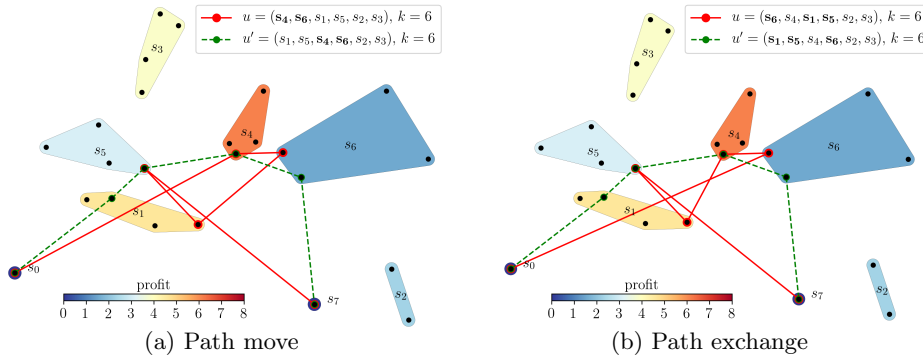 u = (s₄, s₆, s₁, s₅, s₂, s₃), k = 6
u′ = (s₁, s₅, s₄, s₆, s₂, s₃), k = 6
s₃
s₄
s₆
s₅
s₁
s₀
s₇
s₂
profit
0 1 2 3 4 5 6 7 8
(a) Path move
u = (s₆, s₄, s₁, s₅, s₂, s₃), k = 6
u′ = (s₁, s₅, s₄, s₆, s₂, s₃), k = 6
s₃
s₄
s₆
s₅
s₁
s₀
s₇
s₂
profit
0 1 2 3 4 5 6 7 8
(b) Path exchange